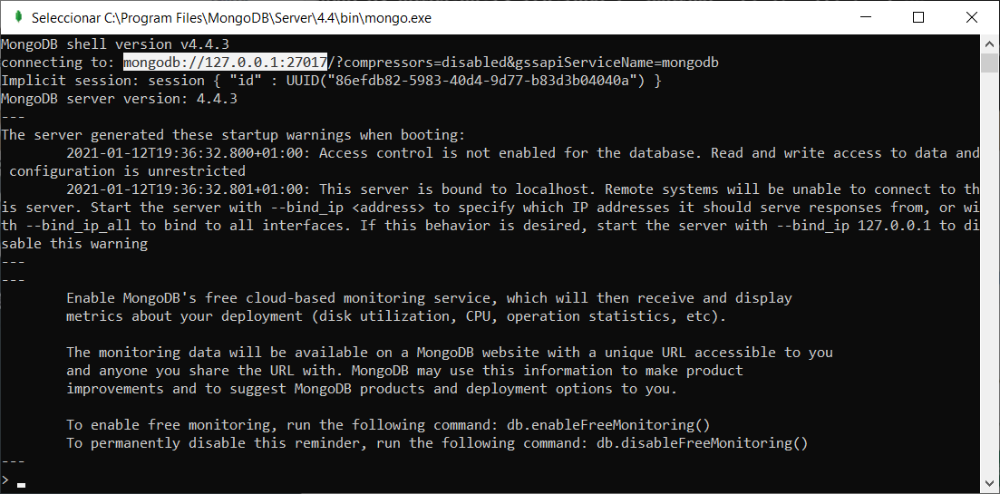 Seleccionar C:\Program Files\MongoDB\Server\4.4\bin\mongo.exe
MongoDB shell version v4.4.3
connecting to: mongodb://127.0.0.1:27017/?compressors=disabled&gssapiServiceName=mongodb
Implicit session: session { "id" : UUID("86efdb82-5983-40d4-9d77-b83d3b04040a") }
MongoDB server version: 4.4.3
---
The server generated these startup warnings when booting:
        2021-01-12T19:36:32.800+01:00: Access control is not enabled for the database. Read and write access to data and
 configuration is unrestricted
        2021-01-12T19:36:32.801+01:00: This server is bound to localhost. Remote systems will be unable to connect to th
is server. Start the server with --bind_ip <address> to specify which IP addresses it should serve responses from, or wi
th --bind_ip_all to bind to all interfaces. If this behavior is desired, start the server with --bind_ip 127.0.0.1 to di
sable this warning
---
---
        Enable MongoDB's free cloud-based monitoring service, which will then receive and display
        metrics about your deployment (disk utilization, CPU, operation statistics, etc).

        The monitoring data will be available on a MongoDB website with a unique URL accessible to you
        and anyone you share the URL with. MongoDB may use this information to make product
        improvements and to suggest MongoDB products and deployment options to you.

        To enable free monitoring, run the following command: db.enableFreeMonitoring()
        To permanently disable this reminder, run the following command: db.disableFreeMonitoring()
---
> _